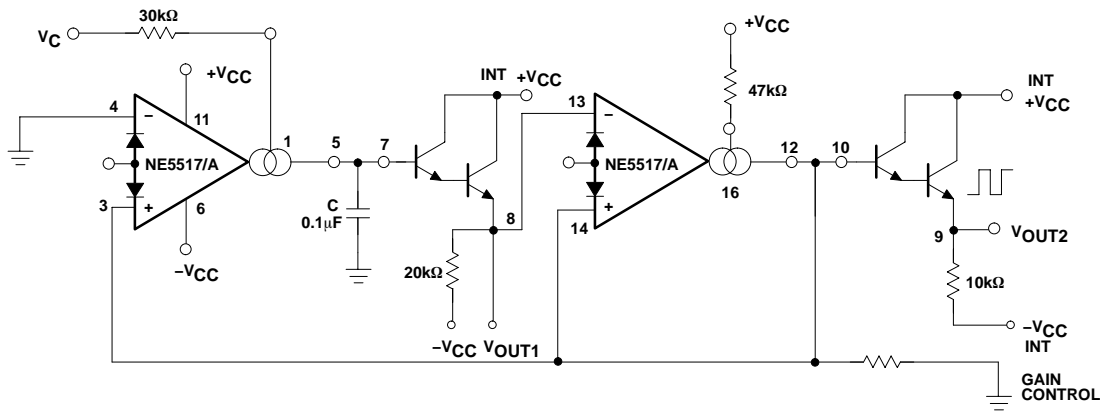 30kΩ
VC
+VCC
INT
+VCC
+VCC
INT
+VCC
4
−
11
NE5517/A
1
5
7
13
−
47kΩ
NE5517/A
12
10
16
3
+
6
−VCC
C
0.1μF
8
14
+
9
VOUT2
20kΩ
10kΩ
−VCC
VOUT1
−VCC
INT
GAIN
CONTROL